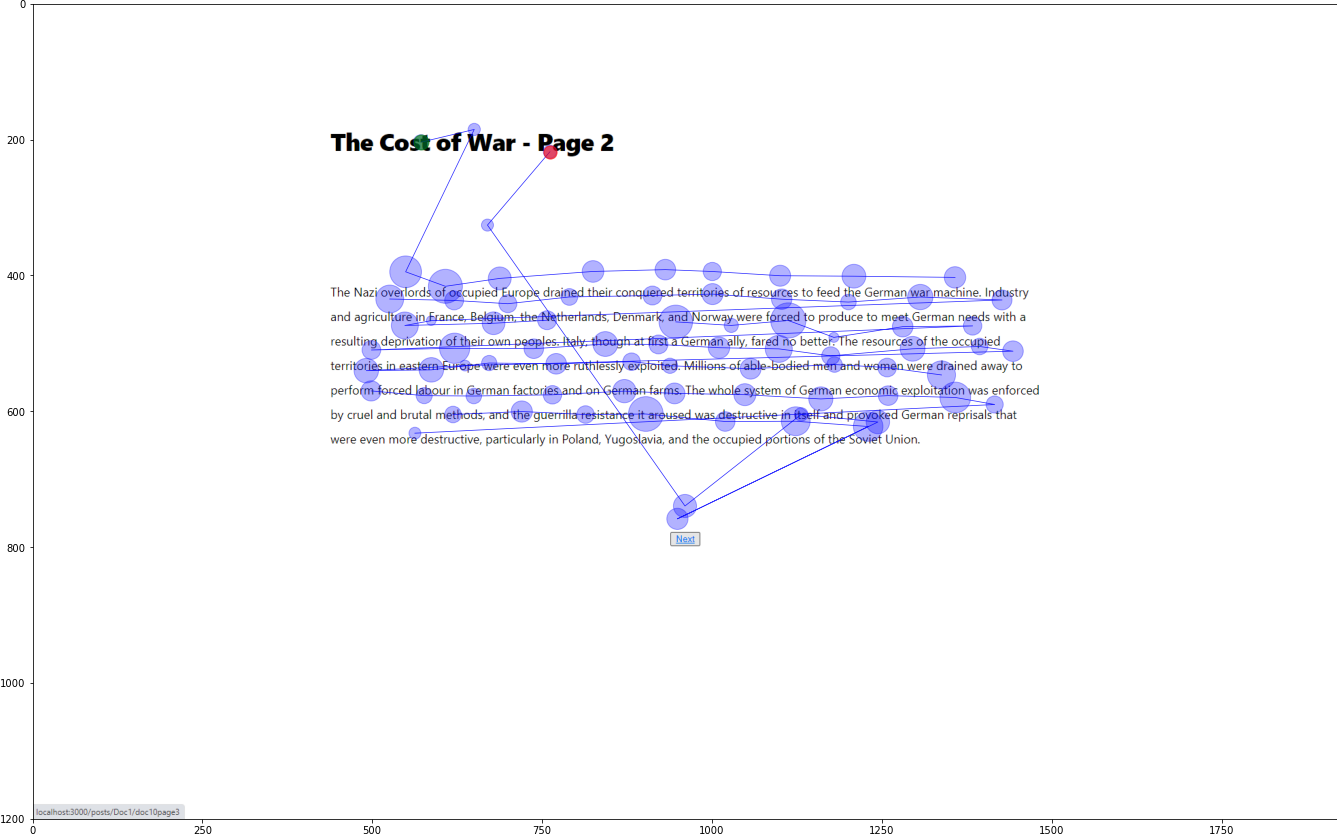 The Cost of War - Page 2
The Nazi overlords of occupied Europe drained their conquered territories of resources to feed the German war machine. Industry
and agriculture in France, Belgium, the Netherlands, Denmark, and Norway were forced to produce to meet German needs with a
resulting deprivation of their own peoples. Italy, though at first a German ally, fared no better. The resources of the occupied
territories in eastern Europe were even more ruthlessly exploited. Millions of able-bodied men and women were drained away to
perform forced labour in German factories and on German farms. The whole system of German economic exploitation was enforced
by cruel and brutal methods, and the guerrilla resistance it aroused was destructive in itself and provoked German reprisals that
were even more destructive, particularly in Poland, Yugoslavia, and the occupied portions of the Soviet Union.
Next
localhost:3000/posts/Doc1/doc10page3
0
200
400
600
800
1000
1200
0 250 500 750 1000 1250 1500 1750